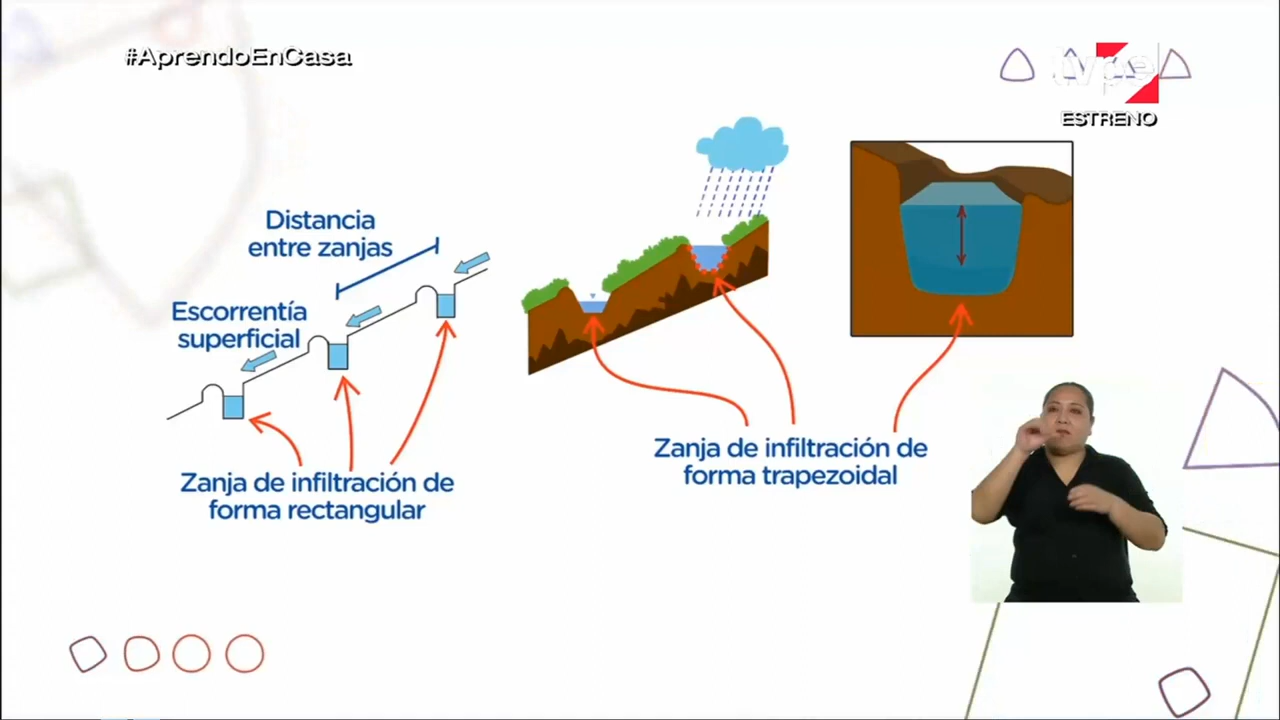 #AprendoEnCasa
tvpe
ESTRENO
Distancia
entre zanjas
Escorrentía
superficial
Zanja de infiltración de
forma rectangular
Zanja de infiltración de
forma trapezoidal